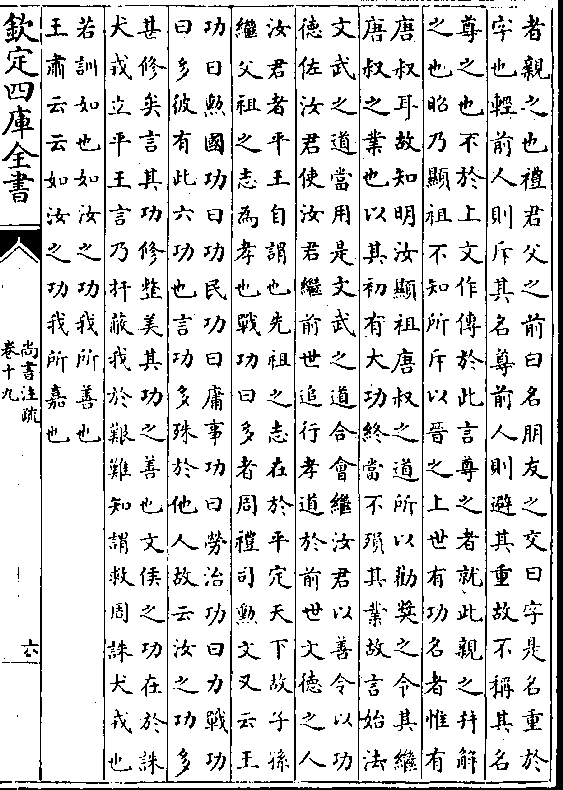 者親之也禮君父之前曰名朋友之交曰字是名重於
字也輕前人則斥其名尊前人則避其重故不稱其名
尊之也不於上文作傳於此言尊之者就此親之并解
之也昭乃顯祖不知所斥以晉之上世有功名者惟有
唐叔耳故知明汝顯祖唐叔之道所以勸奬之令其繼
唐叔之業也以其初有大功終當不殞其業故言始法
文武之道當用是文武之道合會繼汝君以善令以功
德佐汝君使汝君繼前世追行孝道於前世文德之人
汝君者平王自謂也先祖之志在於平定天下故子孫
繼父祖之志為孝也戰功曰多者周禮司勲文又云王
功曰勲國功曰功民功曰庸事功曰勞治功曰力戰功
曰多彼有此六功也言功多殊於他人故云汝之功多
甚修矣言其功修整美其功之善也文侯之功在於誅
犬戎立平王言乃扞蔽我於艱難知謂救周誅犬戎也
若訓如也如汝之功我所善也
王肅云云如汝之功我所嘉也
欽定四庫全書
尚書注疏
卷十九
六